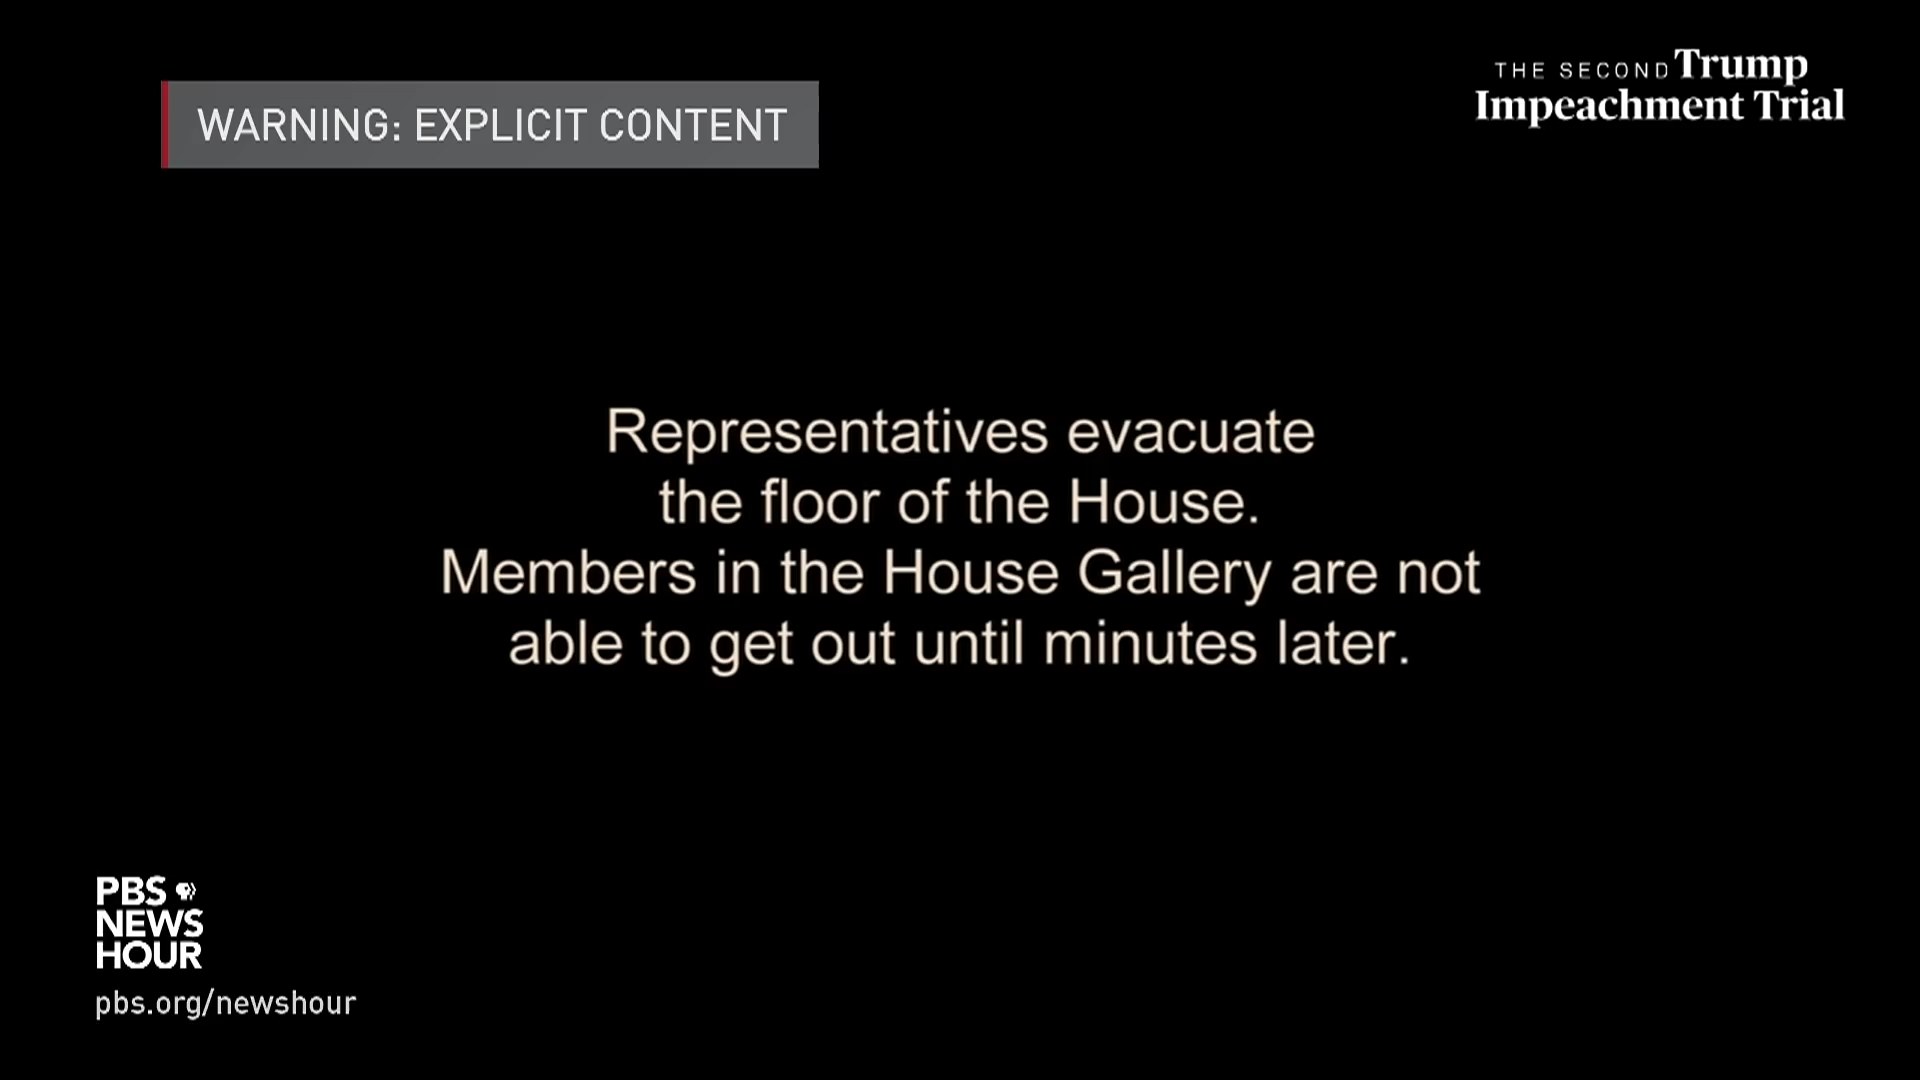 WARNING: EXPLICIT CONTENT
THE SECOND Trump
Impeachment Trial
Representatives evacuate
the floor of the House.
Members in the House Gallery are not
able to get out until minutes later.
PBS
NEWS
HOUR
pbs.org/newshour